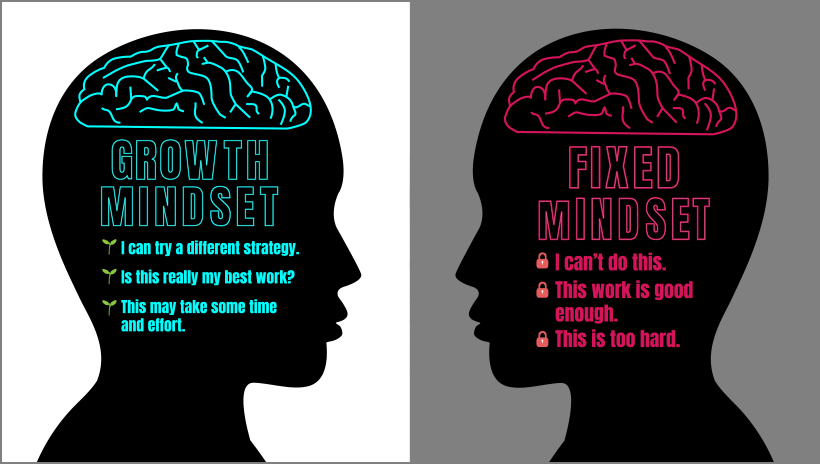 GROWTH
MINDSET
🌱 I can try a different strategy.
🌱 Is this really my best work?
🌱 This may take some time
and effort.
FIXED
MINDSET
🔒 I can't do this.
🔒 This work is good
enough.
🔒 This is too hard.